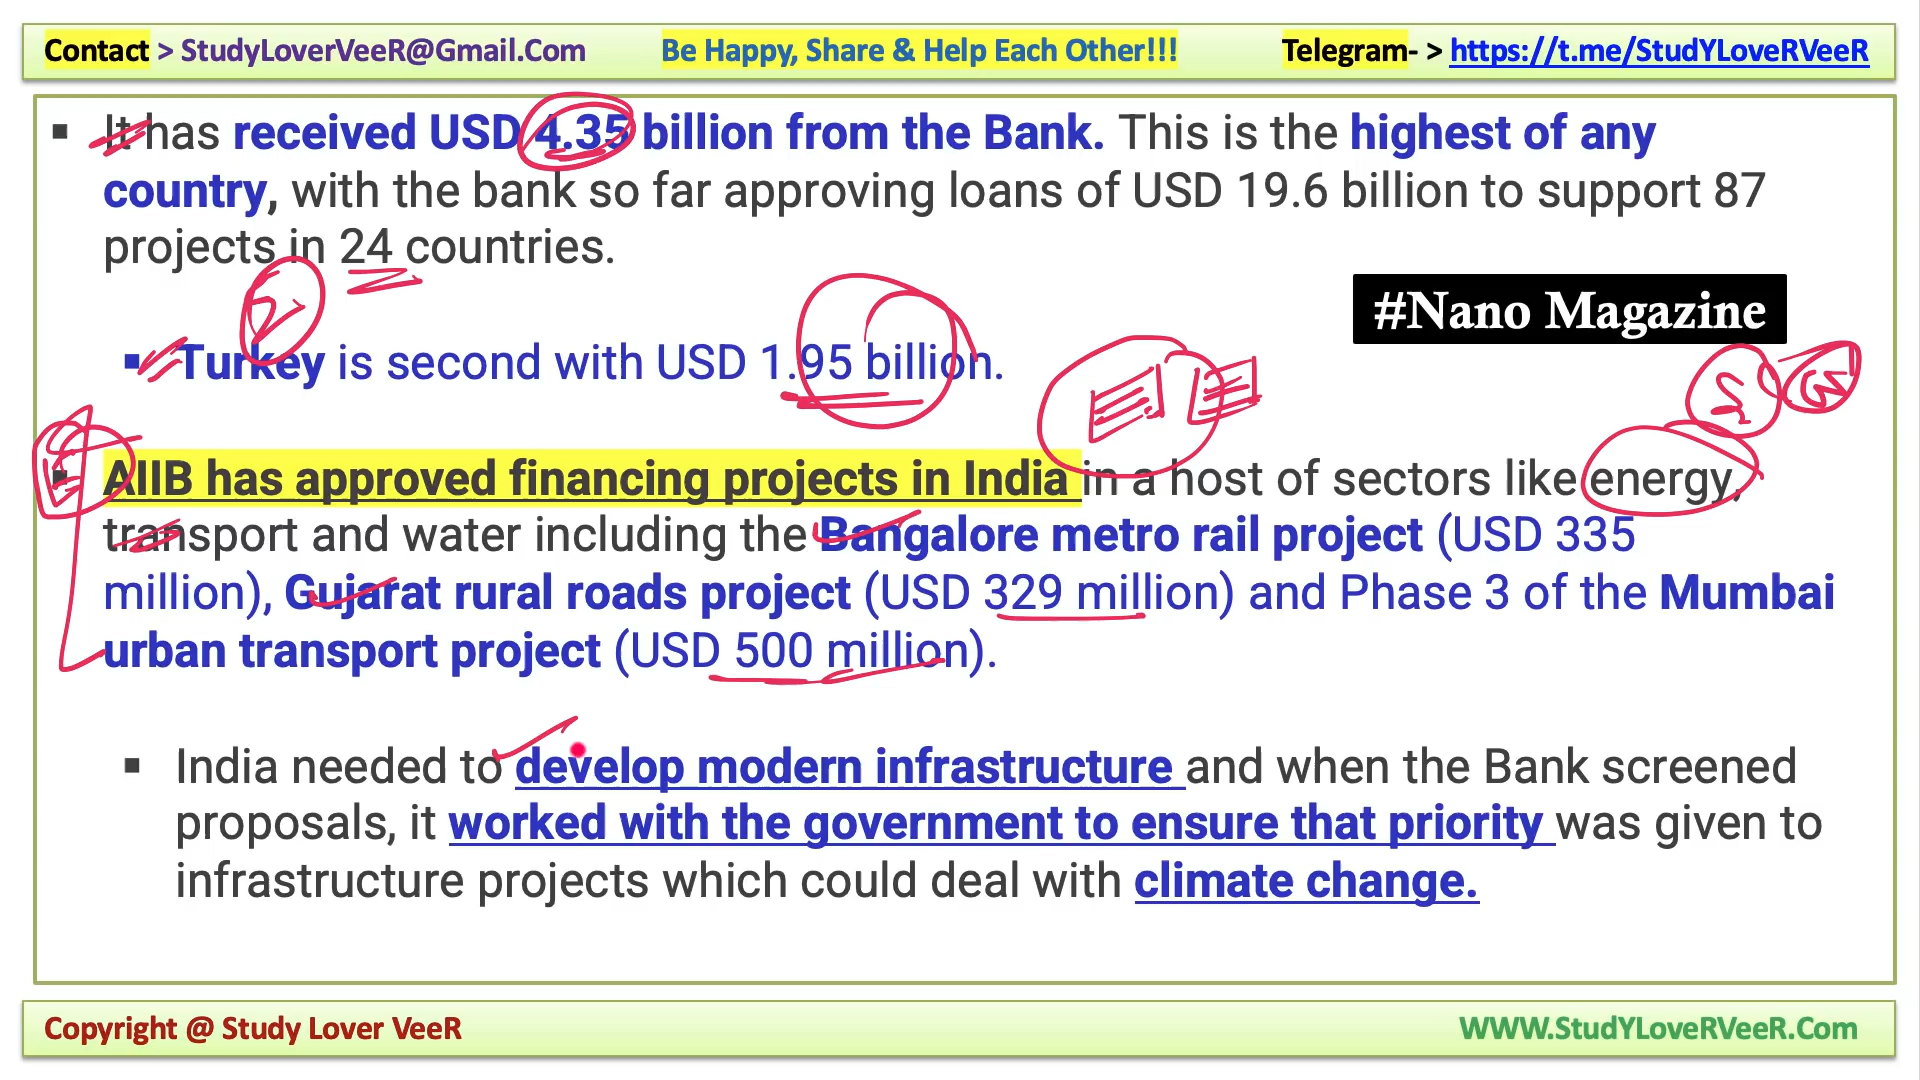 Contact > StudyLoverVeeR@Gmail.Com Be Happy, Share & Help Each Other!!! Telegram- > https://t.me/StudYLoveRVeeR
▪ It has received USD 4.35 billion from the Bank. This is the highest of any
country, with the bank so far approving loans of USD 19.6 billion to support 87
projects in 24 countries.
2
#Nano Magazine
▪ Turkey is second with USD 1.95 billion.
▪ AIIB has approved financing projects in India in a host of sectors like energy,
transport and water including the Bangalore metro rail project (USD 335
million), Gujarat rural roads project (USD 329 million) and Phase 3 of the Mumbai
urban transport project (USD 500 million).
▪ India needed to develop modern infrastructure and when the Bank screened
proposals, it worked with the government to ensure that priority was given to
infrastructure projects which could deal with climate change.
Copyright @ Study Lover VeeR WWW.StudYLoveRVeeR.Com